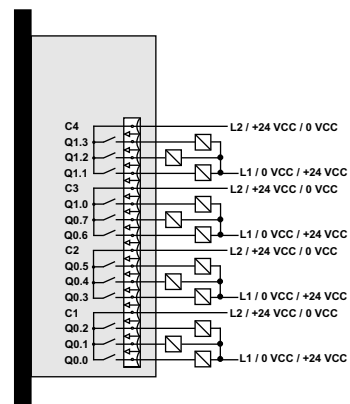 C4 L2 / +24 VCC / 0 VCC
Q1.3
Q1.2
Q1.1 L1 / 0 VCC / +24 VCC
C3 L2 / +24 VCC / 0 VCC
Q1.0
Q0.7
Q0.6 L1 / 0 VCC / +24 VCC
C2 L2 / +24 VCC / 0 VCC
Q0.5
Q0.4
Q0.3 L1 / 0 VCC / +24 VCC
C1 L2 / +24 VCC / 0 VCC
Q0.2
Q0.1
Q0.0 L1 / 0 VCC / +24 VCC